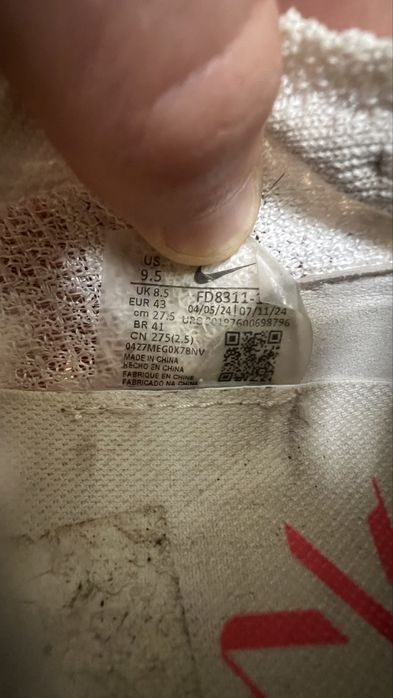 US
9.5
UK 8.5
EUR 43
cm 27.5
BR 41
CN 275(2.5)
0427MEG0X78NV
MADE IN CHINA
HECHO EN CHINA
FABRIQUE EN CHINE
FABRICADO NA CHINA
FD8311-1
04/05/24 | 07/11/24
00197600698796